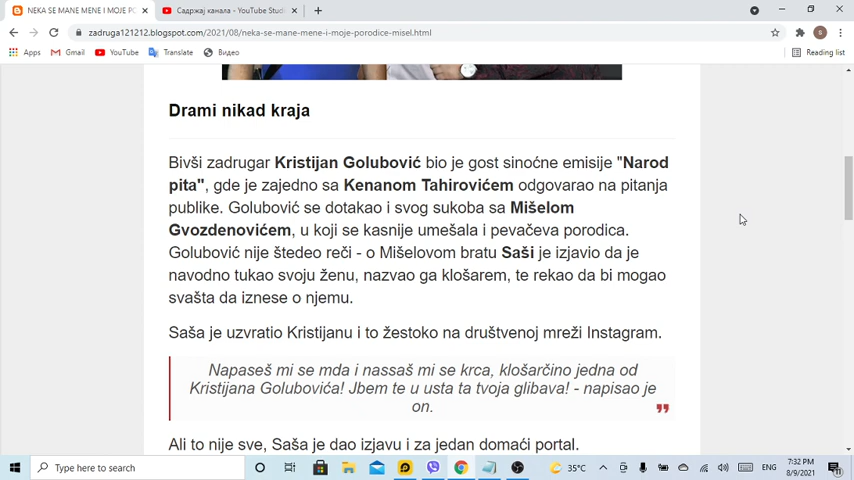 NEKA SE MANE MENE I MOJE PO
Садржај канала - YouTube Studi
zadruga121212.blogspot.com/2021/08/neka-se-mane-mene-i-moje-porodice-misel.html
Apps Gmail YouTube Translate Видео Reading list
Drami nikad kraja
Bivši zadrugar Kristijan Golubović bio je gost sinoćne emisije "Narod
pita", gde je zajedno sa Kenanom Tahirovićem odgovarao na pitanja
publike. Golubović se dotakao i svog sukoba sa Mišelom
Gvozdenovićem, u koji se kasnije umešala i pevačeva porodica.
Golubović nije štedeo reči - o Mišelovom bratu Saši je izjavio da je
navodno tukao svoju ženu, nazvao ga klošarem, te rekao da bi mogao
svašta da iznese o njemu.
Saša je uzvratio Kristijanu i to žestoko na društvenoj mreži Instagram.
Napaseš mi se mda i nassaš mi se krca, klošarčino jedna od
Kristijana Golubovića! Jbem te u usta ta tvoja glibava! - napisao je
on.
Ali to nije sve, Saša je dao izjavu i za jedan domaći portal.
Type here to search
35°C
ENG
7:32 PM
8/9/2021